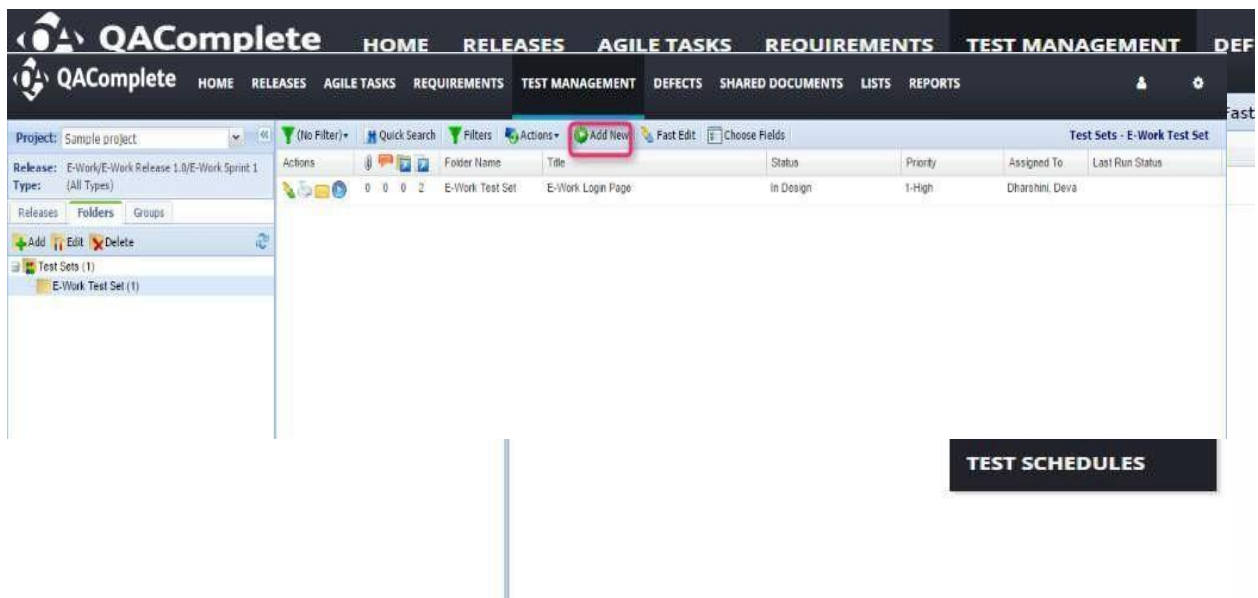 QAComplete HOME RELEASES AGILE TASKS REQUIREMENTS TEST MANAGEMENT DEF
QAComplete HOME RELEASES AGILE TASKS REQUIREMENTS TEST MANAGEMENT DEFECTS SHARED DOCUMENTS LISTS REPORTS
Fast
Project: Sample project (No Filter) Quick Search Filters Actions Add New Fast Edit Choose Fields Test Sets - E-Work Test Set
Release: E-Work/E-Work Release 1.0/E-Work Sprint 1
Type: (All Types)
Actions Folder Name Title Status Priority Assigned To Last Run Status
0 0 0 2 E-Work Test Set E-Work Login Page In Design 1-High Dharshini, Deva
Releases Folders Groups
Add Edit Delete
Test Sets (1)
E-Work Test Set (1)
TEST SCHEDULES